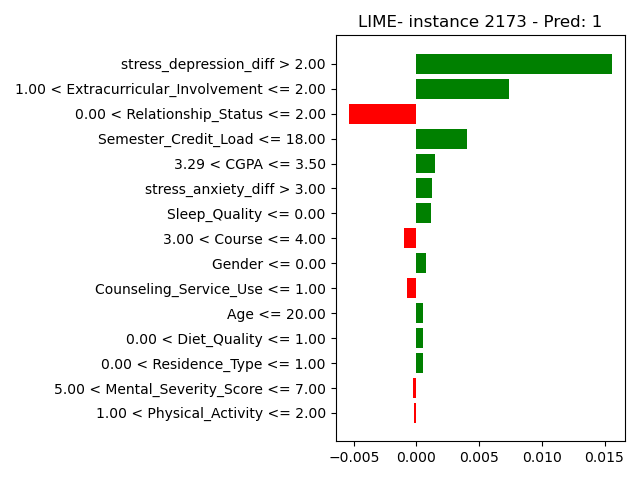 LIME- instance 2173 - Pred: 1
stress_depression_diff > 2.00
1.00 < Extracurricular_Involvement <= 2.00
0.00 < Relationship_Status <= 2.00
Semester_Credit_Load <= 18.00
3.29 < CGPA <= 3.50
stress_anxiety_diff > 3.00
Sleep_Quality <= 0.00
3.00 < Course <= 4.00
Gender <= 0.00
Counseling_Service_Use <= 1.00
Age <= 20.00
0.00 < Diet_Quality <= 1.00
0.00 < Residence_Type <= 1.00
5.00 < Mental_Severity_Score <= 7.00
1.00 < Physical_Activity <= 2.00
−0.005 0.000 0.005 0.010 0.015